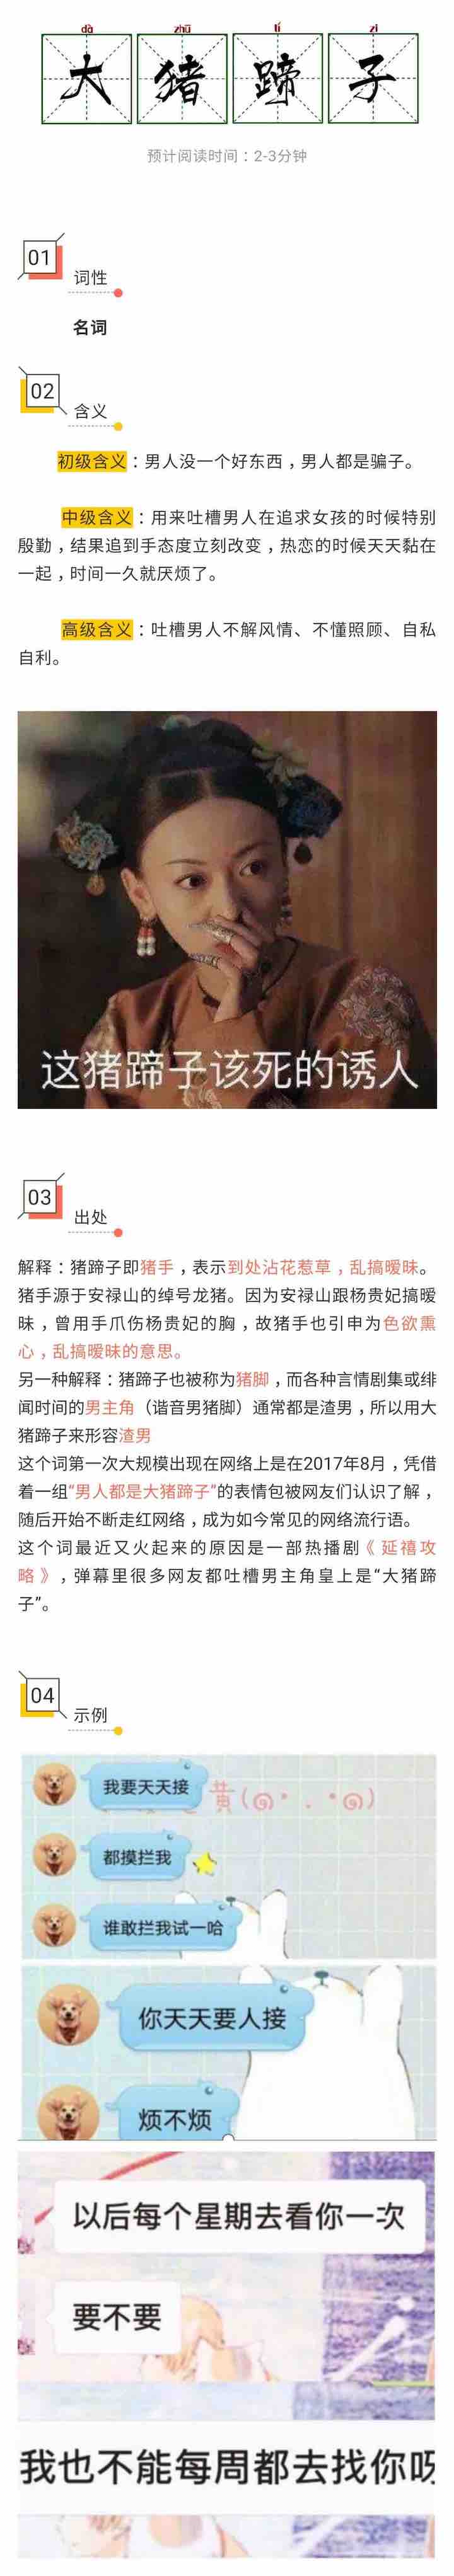 dà zhū tí zi
大猪蹄子
预计阅读时间：2-3分钟
01
词性
名词
02
含义
初级含义：男人没一个好东西，男人都是骗子。
中级含义：用来吐槽男人在追求女孩的时候特别
殷勤，结果追到手态度立刻改变，热恋的时候天天黏在
一起，时间一久就厌烦了。
高级含义：吐槽男人不解风情、不懂照顾、自私
自利。
这猪蹄子该死的诱人
03
出处
解释：猪蹄子即猪手，表示到处沾花惹草，乱搞暧昧。
猪手源于安禄山的绰号龙猪。因为安禄山跟杨贵妃搞暧
昧，曾用手爪伤杨贵妃的胸，故猪手也引申为色欲熏
心，乱搞暧昧的意思。
另一种解释：猪蹄子也被称为猪脚，而各种言情剧集或绯
闻时间的男主角（谐音男猪脚）通常都是渣男，所以用大
猪蹄子来形容渣男
这个词第一次大规模出现在网络上是在2017年8月，凭借
着一组“男人都是大猪蹄子”的表情包被网友们认识了解，
随后开始不断走红网络，成为如今常见的网络流行语。
这个词最近又火起来的原因是一部热播剧《延禧攻
略》，弹幕里很多网友都吐槽男主角皇上是“大猪蹄
子”。
04
示例
我要天天接
都摸拦我
谁敢拦我试一哈
你天天要人接
烦不烦
以后每个星期去看你一次
要不要
我也不能每周都去找你呀